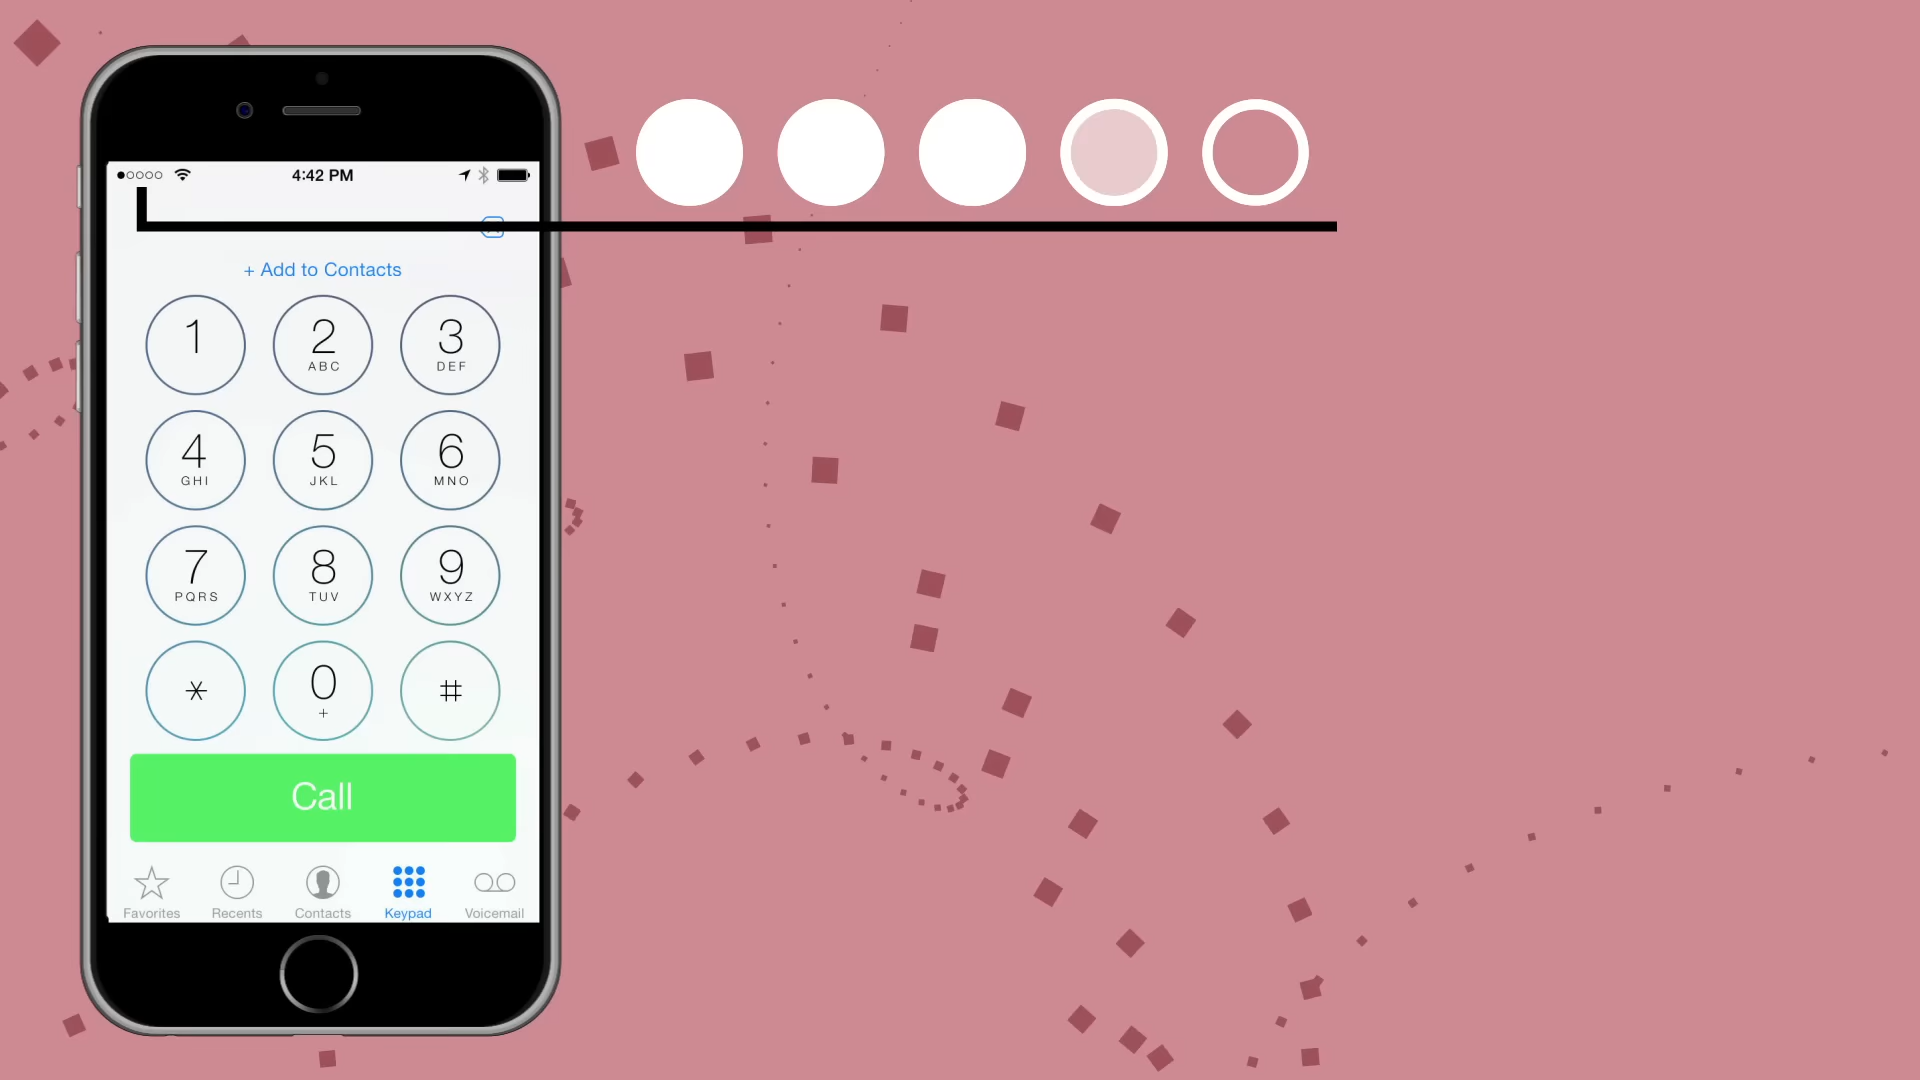 4:42 PM
+ Add to Contacts
1
2 3
ABC DEF
4 5 6
GHI JKL MNO
7 8 9
PQRS TUV WXYZ
* 0 #
+
Call
Favorites Recents Contacts Keypad Voicemail